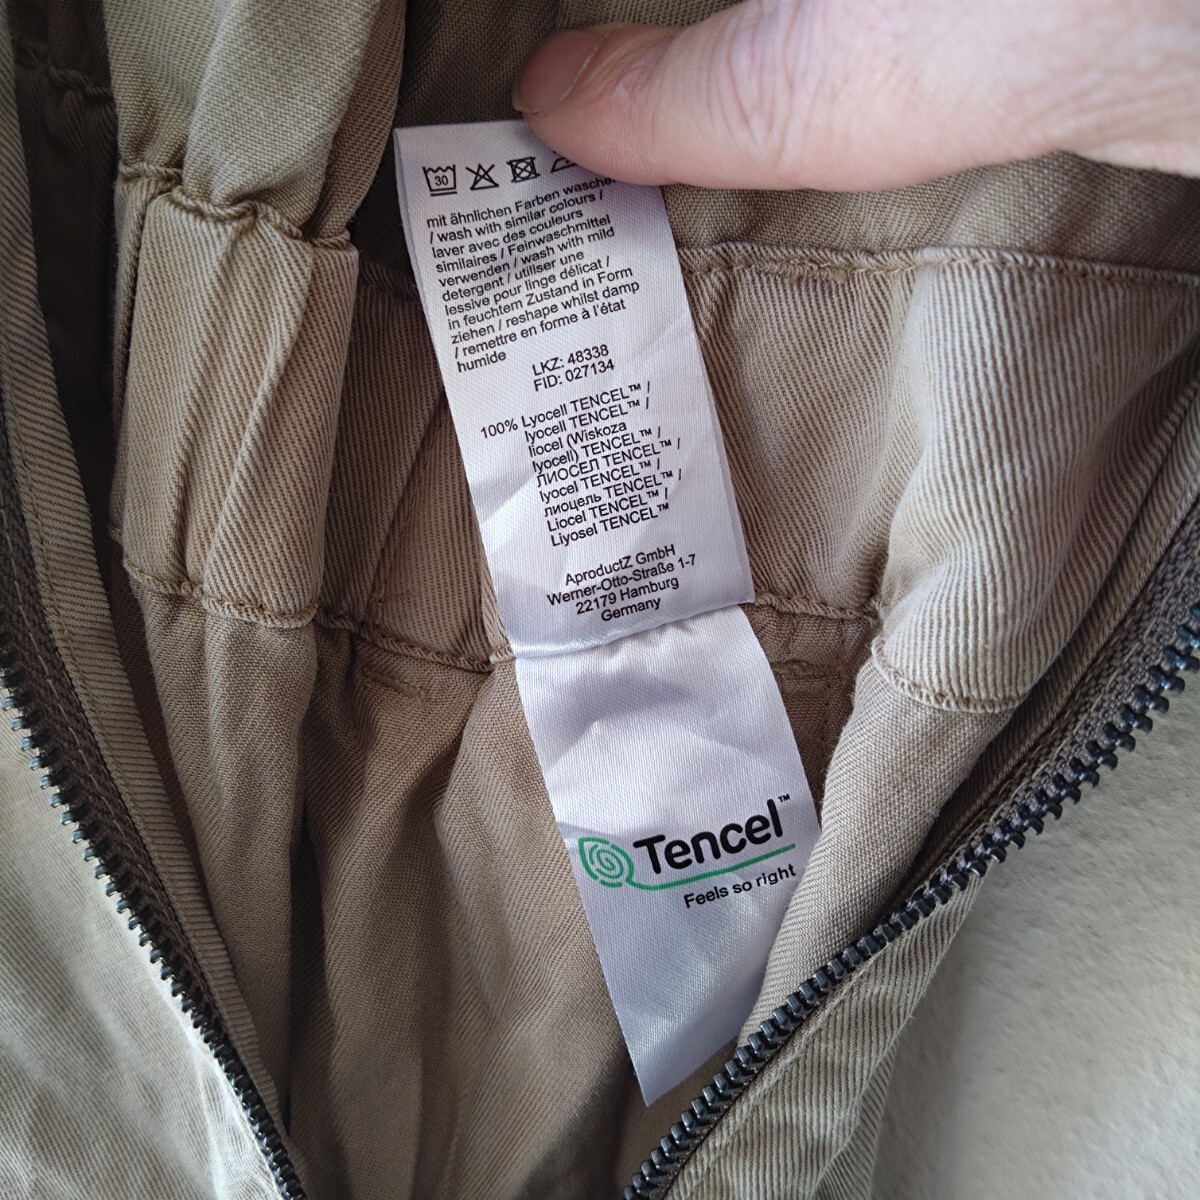 30
mit ähnlichen Farben waschen
/ wash with similar colours /
laver avec des couleurs
similaires / Feinwaschmittel
verwenden / wash with mild
detergent / utiliser une
lessive pour linge délicat /
in feuchtem Zustand in Form
ziehen / reshape whilst damp
/ remettre en forme à l'état
humide
LKZ: 48338
FID: 027134
100% Lyocell TENCEL™ /
lyocell TENCEL™ /
liocel (Wiskoza
lyocell) TENCEL™ /
ЛИОСЕЛ TENCEL™ /
lyocel TENCEL™ /
лиоцель TENCEL™ /
Liocel TENCEL™ /
Liyosel TENCEL™
AproductZ GmbH
Werner-Otto-Straße 1-7
22179 Hamburg
Germany
Tencel™
Feels so right